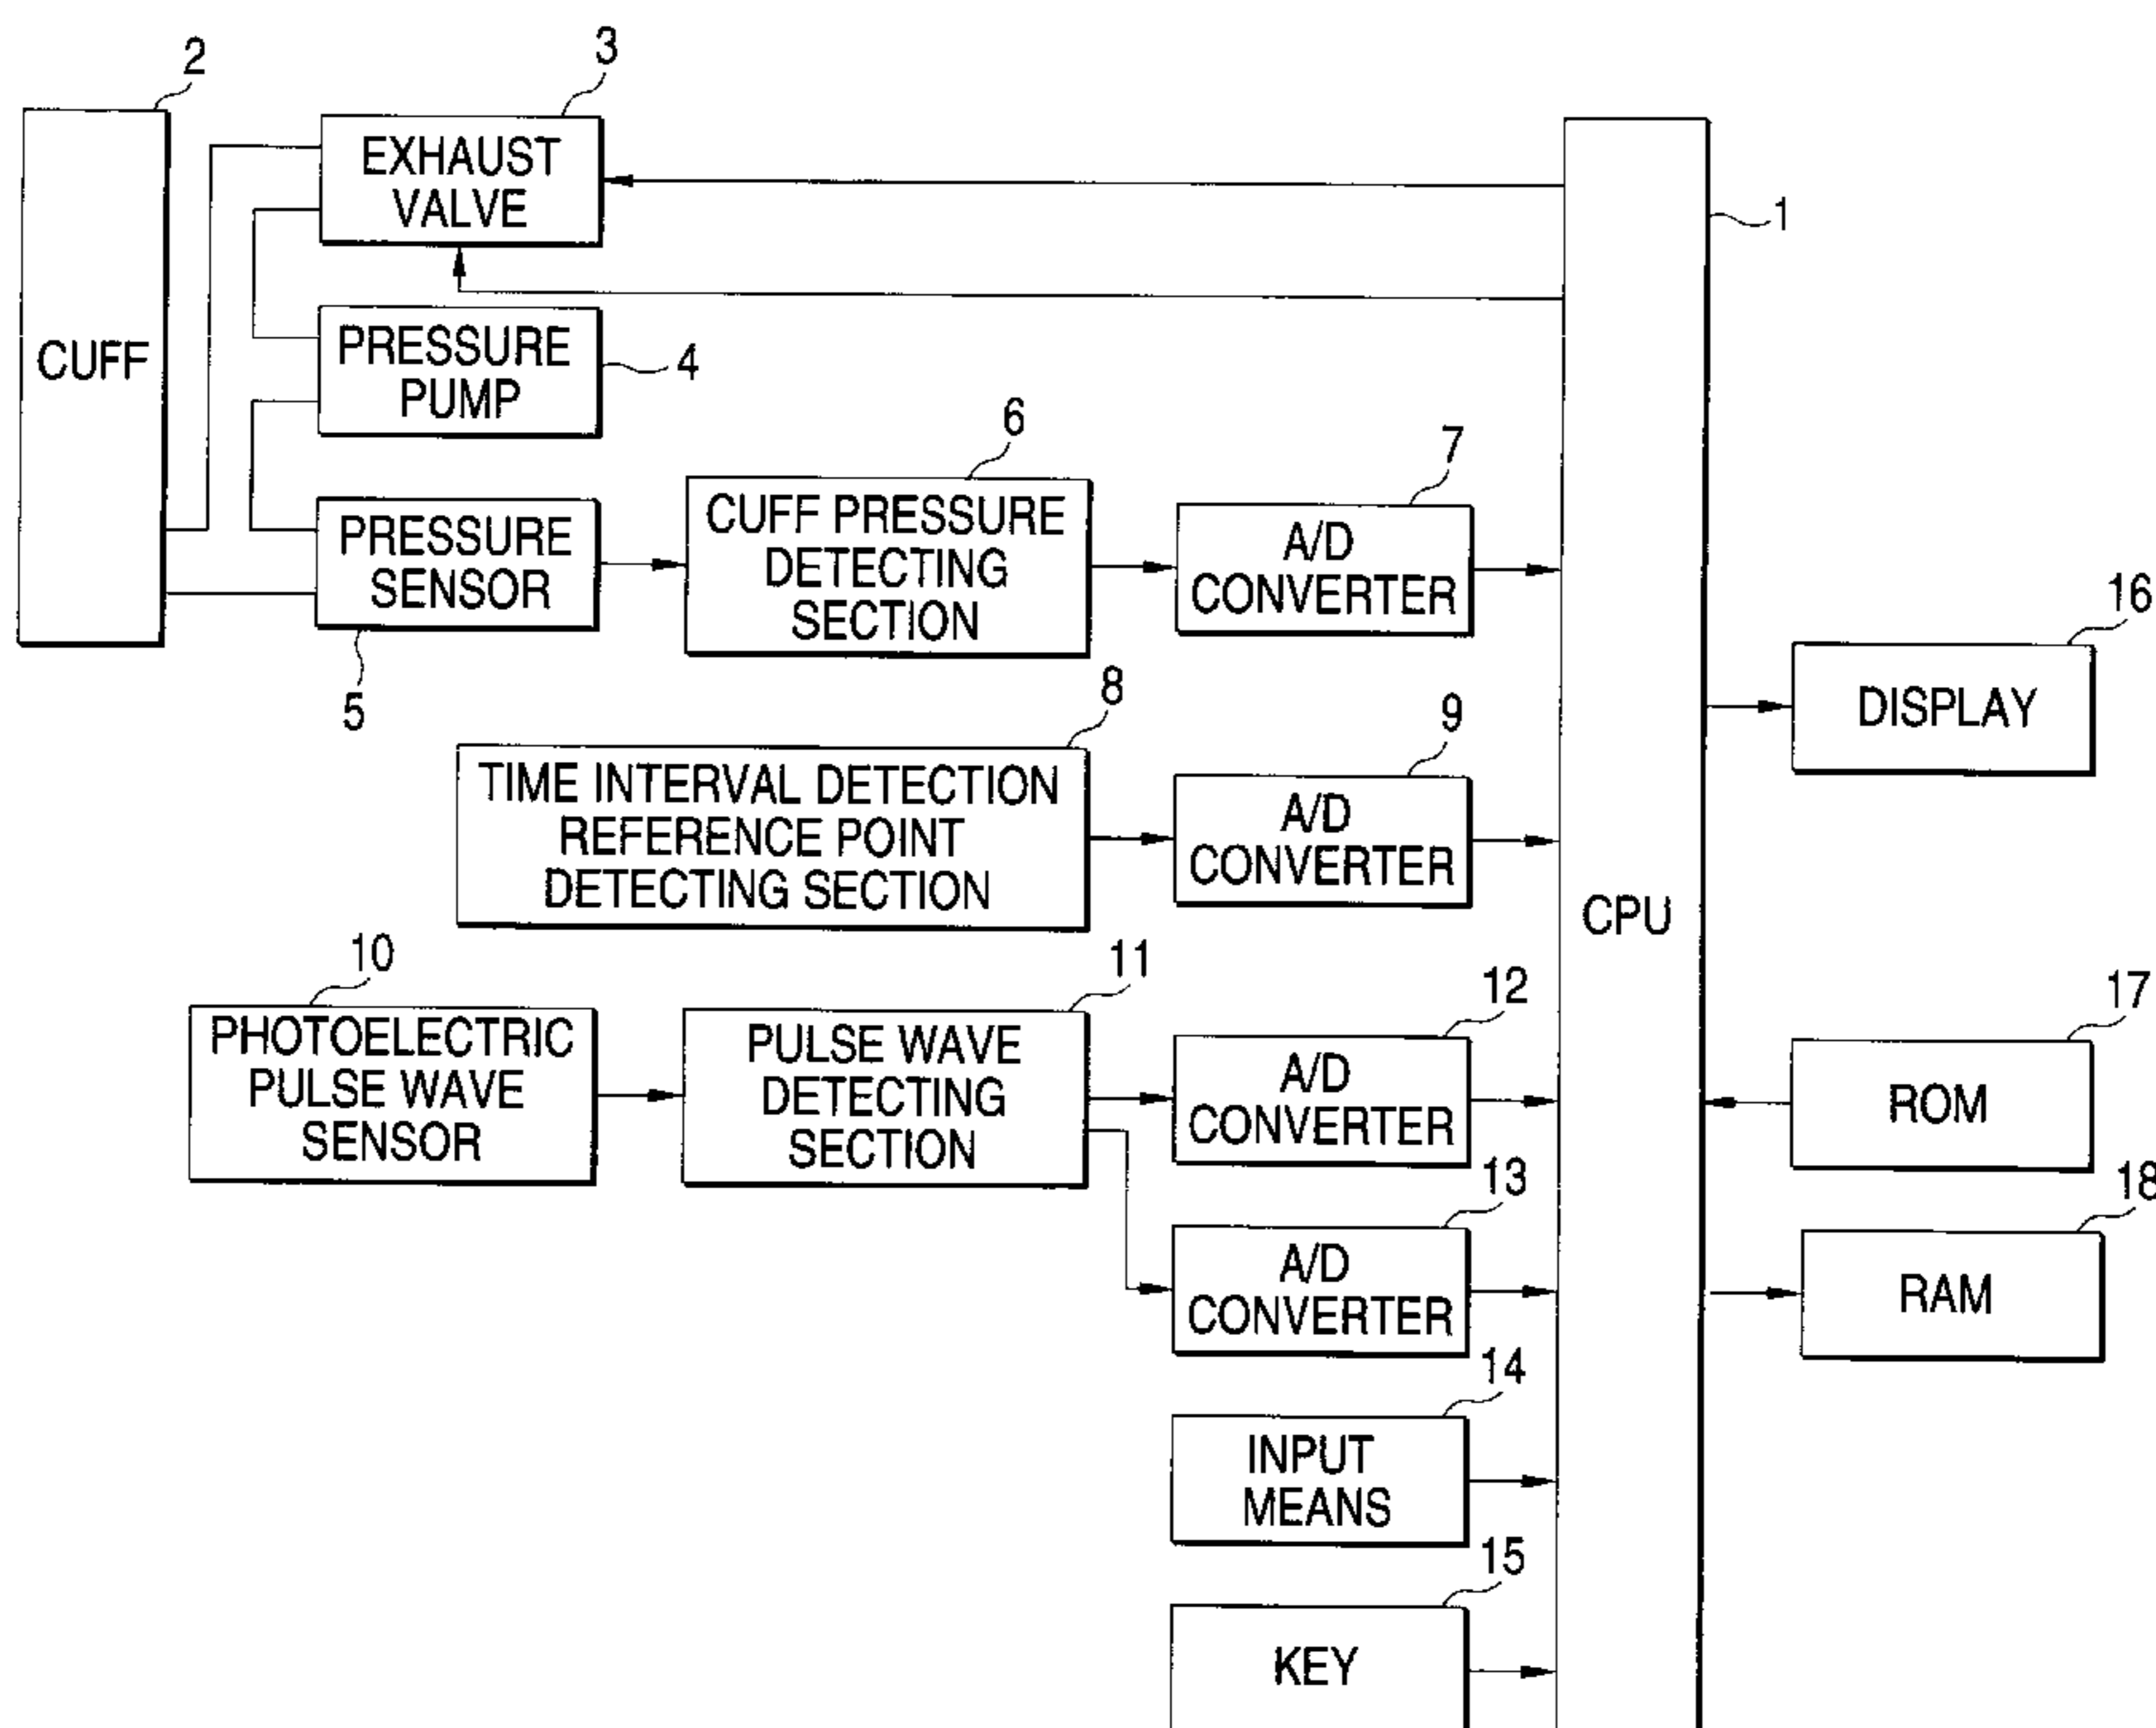 2
3
EXHAUST
VALVE
1
CUFF
PRESSURE
PUMP
4
6
7
PRESSURE
SENSOR
5
CUFF PRESSURE
DETECTING
SECTION
A/D
CONVERTER
16
DISPLAY
8
9
TIME INTERVAL DETECTION
REFERENCE POINT
DETECTING SECTION
A/D
CONVERTER
CPU
10
11
12
17
PHOTOELECTRIC
PULSE WAVE
SENSOR
PULSE WAVE
DETECTING
SECTION
A/D
CONVERTER
ROM
13
18
A/D
CONVERTER
RAM
14
INPUT
MEANS
15
KEY